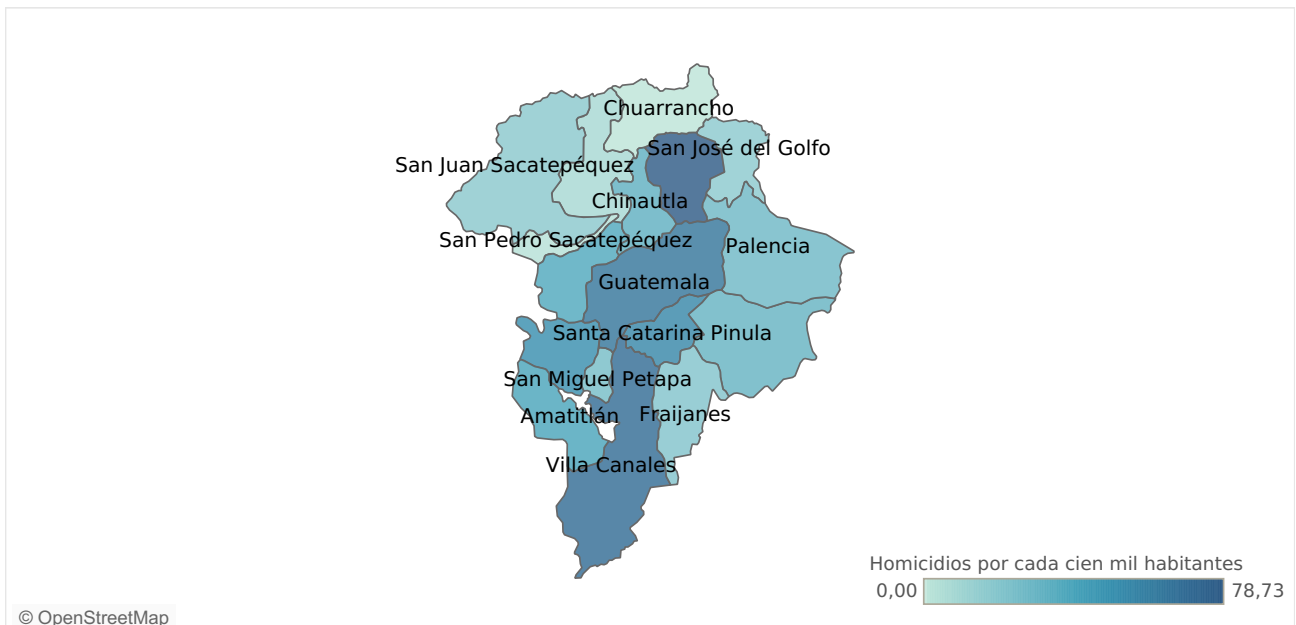 Chuarrancho
San José del Golfo
San Juan Sacatepéquez
Chinautla
San Pedro Sacatepéquez
Palencia
Guatemala
Santa Catarina Pinula
San Miguel Petapa
Amatitlán
Fraijanes
Villa Canales
Homicidios por cada cien mil habitantes
0,00
78,73
© OpenStreetMap